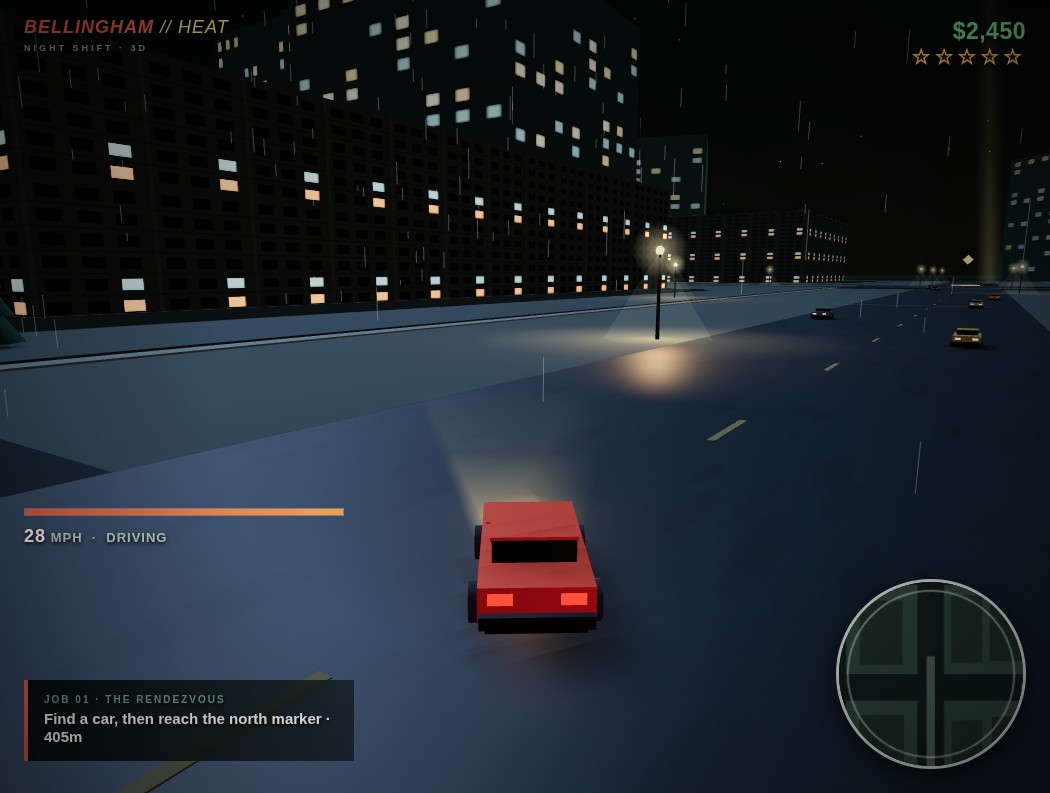 BELLINGHAM // HEAT
NIGHT SHIFT · 3D
$2,450
28 MPH · DRIVING
JOB 01 · THE RENDEZVOUS
Find a car, then reach the north marker ·
405m